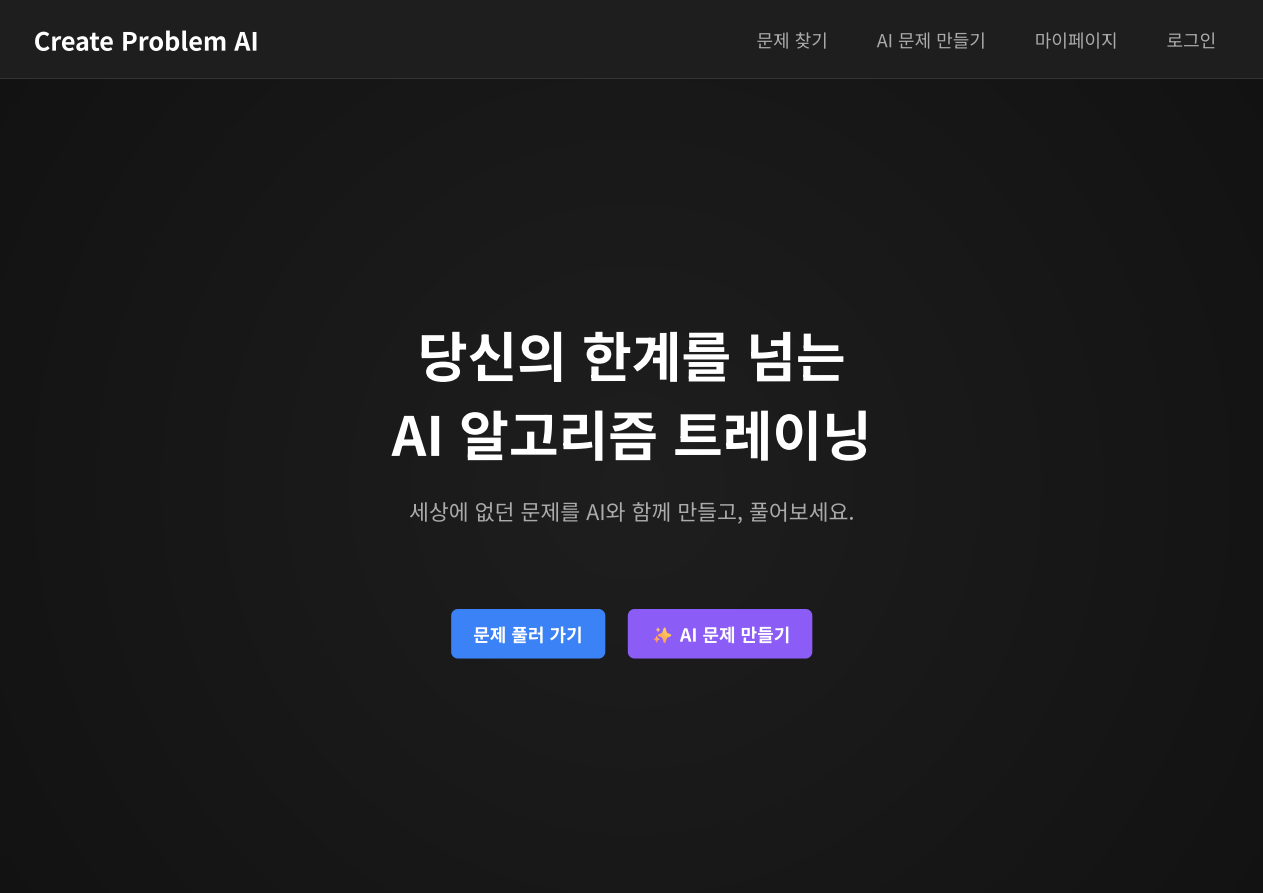 Create Problem AI
문제 찾기 AI 문제 만들기 마이페이지 로그인
당신의 한계를 넘는
AI 알고리즘 트레이닝
세상에 없던 문제를 AI와 함께 만들고, 풀어보세요.
문제 풀러 가기
✨ AI 문제 만들기